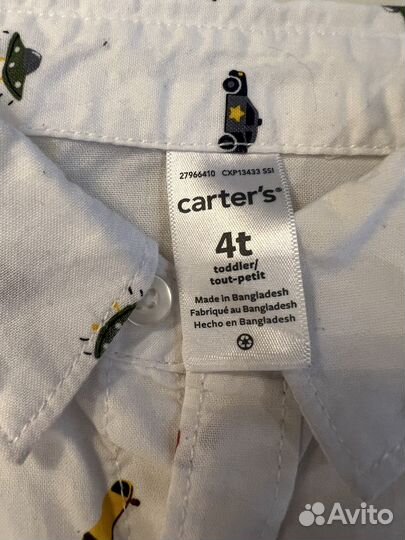 27966410 CXP13433 SSI
carter's®
4t
toddler/
tout-petit
Made in Bangladesh
Fabriqué au Bangladesh
Hecho en Bangladesh
Avito